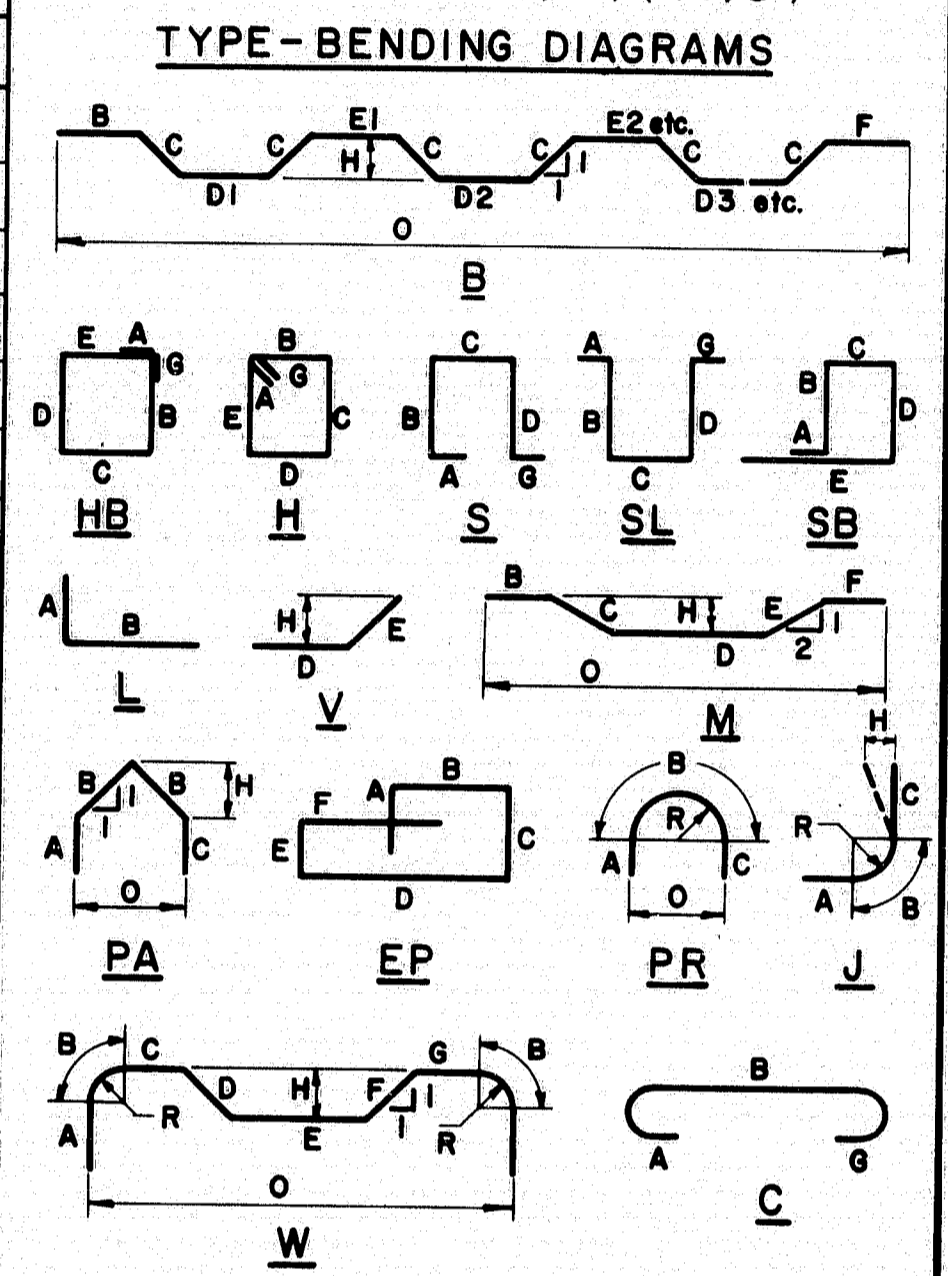 TYPE-BENDING DIAGRAMS
B C C E1 H C C 1 1 E2 etc. C C F
D1 D2 D3 etc.
O
B
E A G D B C
HB
B G A E C D
H
C B D A G
S
A G B D C
SL
C B D A E
SB
A B
L
H E D
V
B C H E F 1 2 D
O
M
B B 1 1 H A C
O
PA
B A F E C D
EP
B R A C
O
PR
H C R A B
J
B C D H F 1 1 G B
A R E R
O
W
B
A G
C